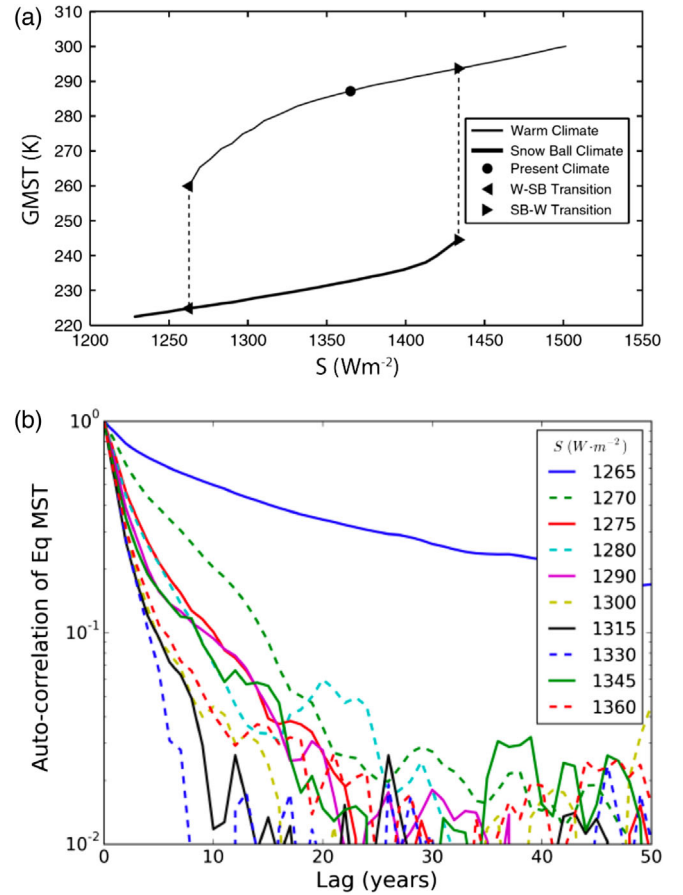 (a)
310
300
290
280
270
260
250
240
230
220
GMST (K)
Warm Climate
Snow Ball Climate
Present Climate
W-SB Transition
SB-W Transition
1200 1250 1300 1350 1400 1450 1500 1550
S (Wm-2)
(b)
10^0
10^-1
10^-2
Auto-correlation of Eq MST
S (W·m^-2)
1265
1270
1275
1280
1290
1300
1315
1330
1345
1360
0 10 20 30 40 50
Lag (years)